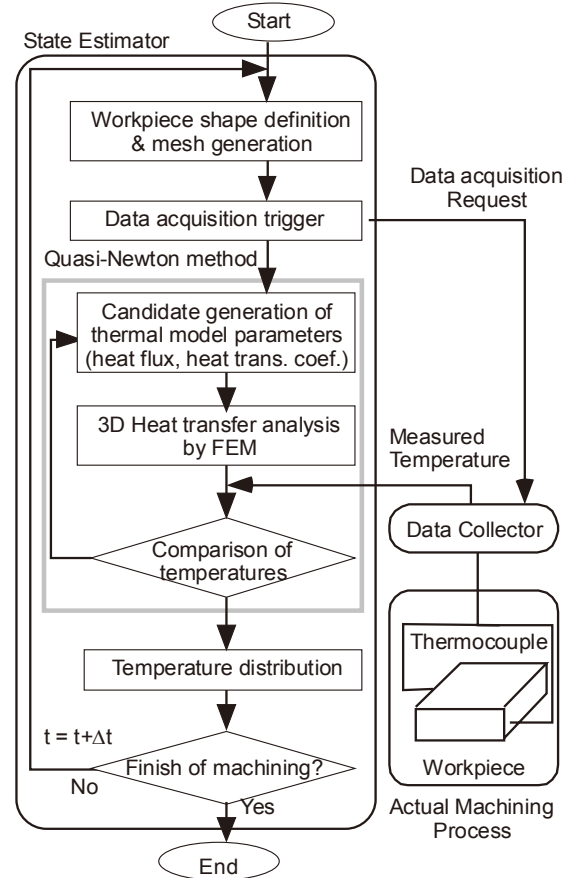 Start
State Estimator
Workpiece shape definition
& mesh generation
Data acquisition
Request
Data acquisition trigger
Quasi-Newton method
Candidate generation of
thermal model parameters
(heat flux, heat trans. coef.)
3D Heat transfer analysis
by FEM
Measured
Temperature
Data Collector
Comparison of
temperatures
Thermocouple
Temperature distribution
t = t+Δt
Finish of machining?
Workpiece
No
Yes
Actual Machining
Process
End